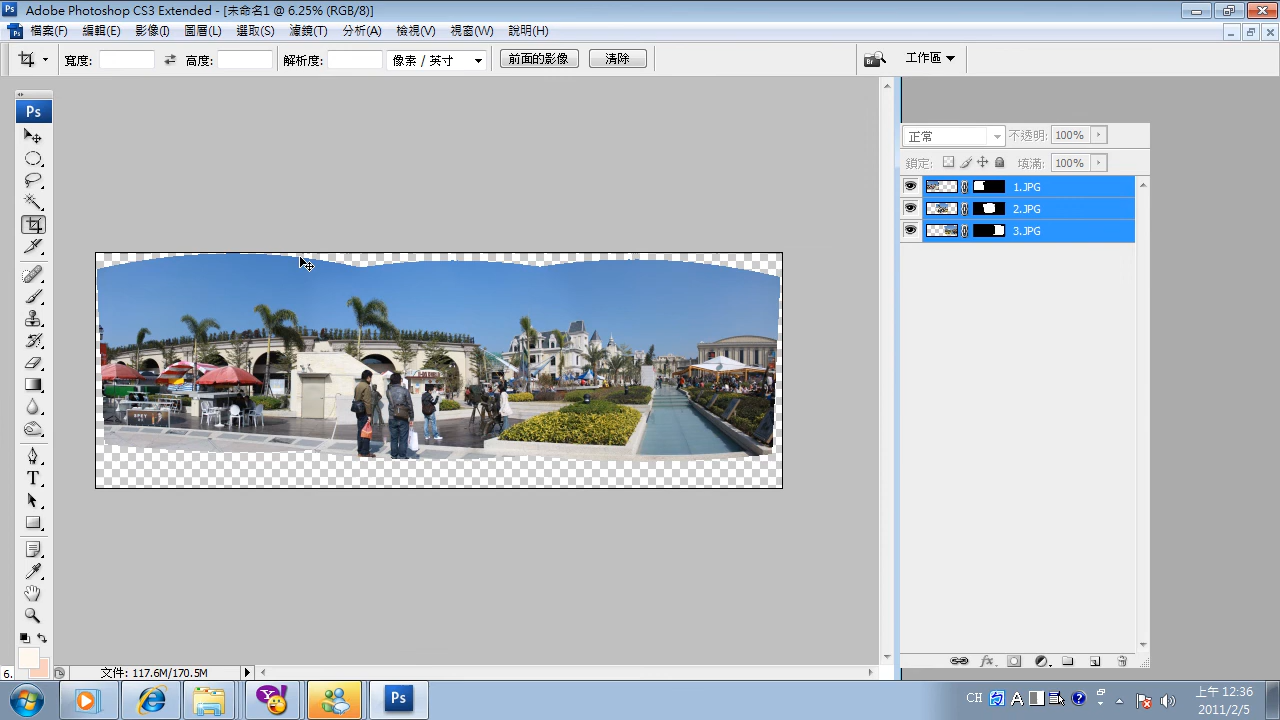 Adobe Photoshop CS3 Extended - [未命名1 @ 6.25% (RGB/8)]
檔案(F) 編輯(E) 影像(I) 圖層(L) 選取(S) 濾鏡(T) 分析(A) 檢視(V) 視窗(W) 說明(H)
寬度: 高度: 解析度: 像素 / 英寸 前面的影像 清除 Br 工作區
Ps
正常 不透明: 100%
鎖定: 填滿: 100%
1.JPG
2.JPG
3.JPG
T
fx
6. 文件: 117.6M/170.5M
Ps CH A 上午 12:36
2011/2/5